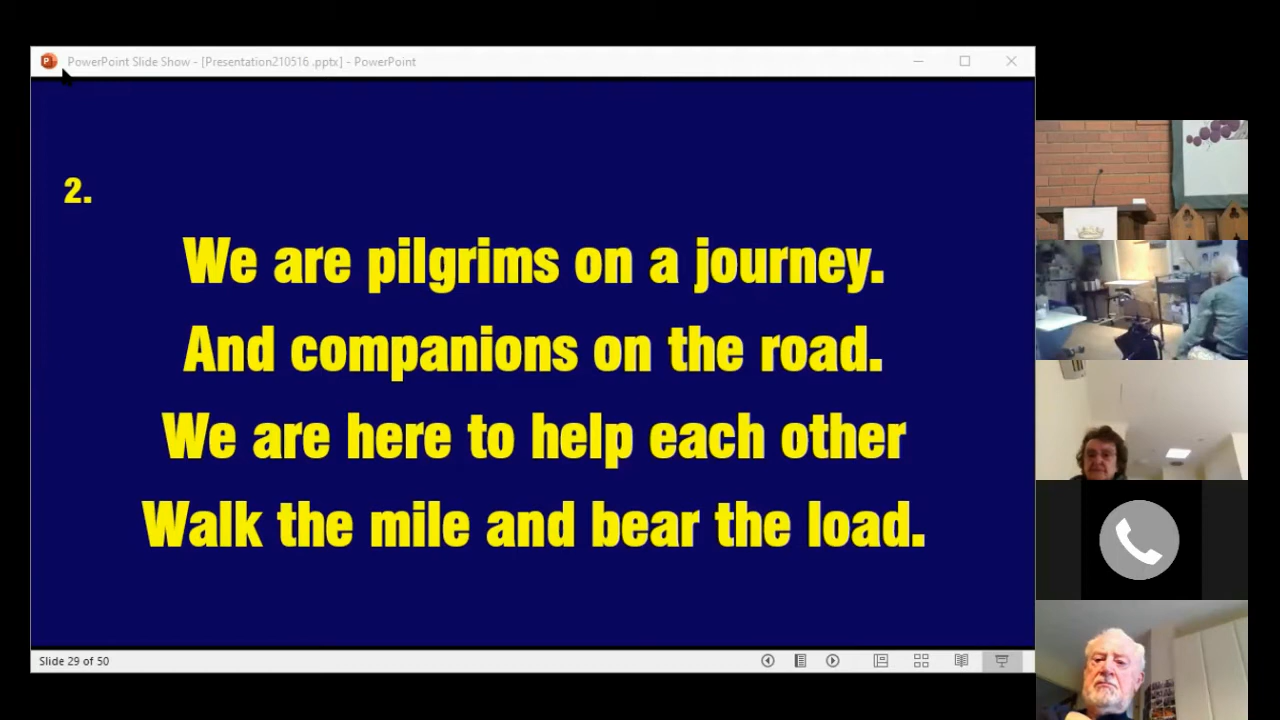 PowerPoint Slide Show - [Presentation210516 .pptx] - PowerPoint
2.
We are pilgrims on a journey.
And companions on the road.
We are here to help each other
Walk the mile and bear the load.
Slide 29 of 50